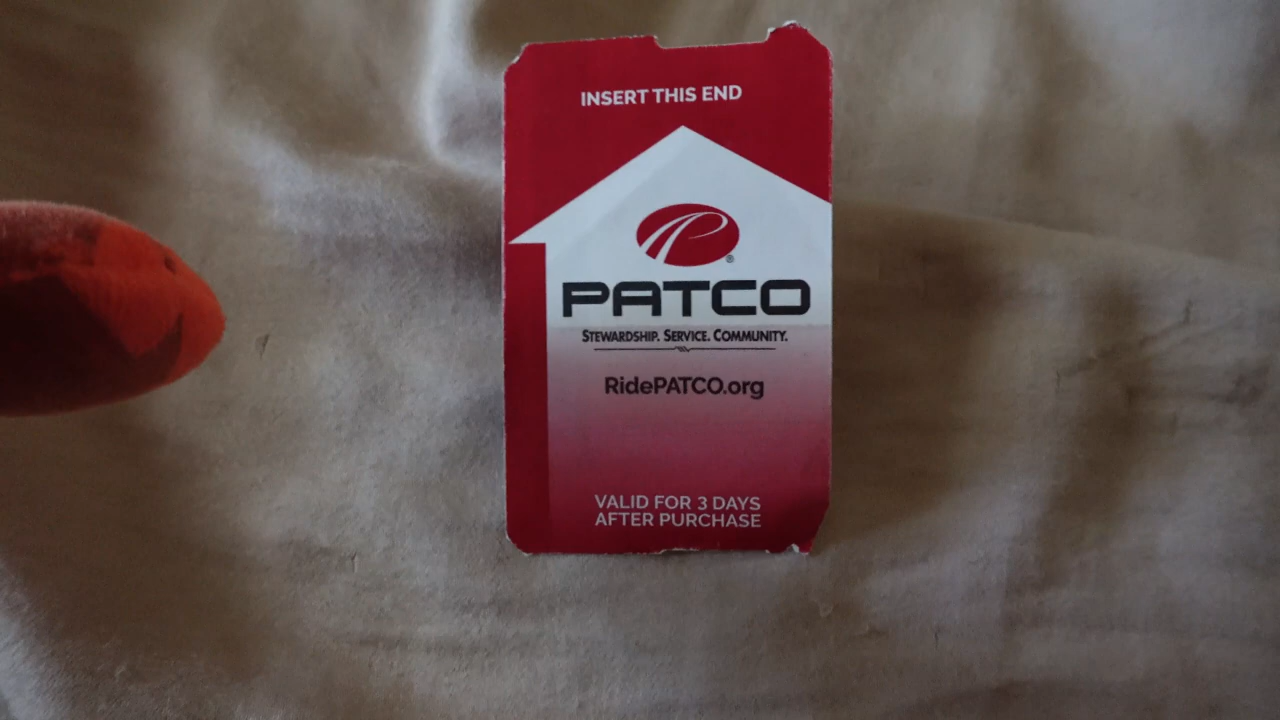 INSERT THIS END
PATCO
STEWARDSHIP. SERVICE. COMMUNITY.
RidePATCO.org
VALID FOR 3 DAYS
AFTER PURCHASE